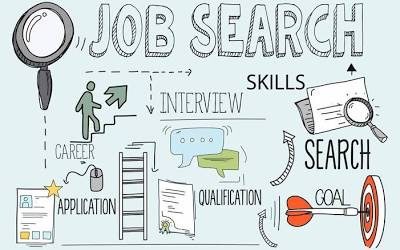 JOB SEARCH
SKILLS
INTERVIEW
CAREER
SEARCH
APPLICATION
QUALIFICATION
GOAL